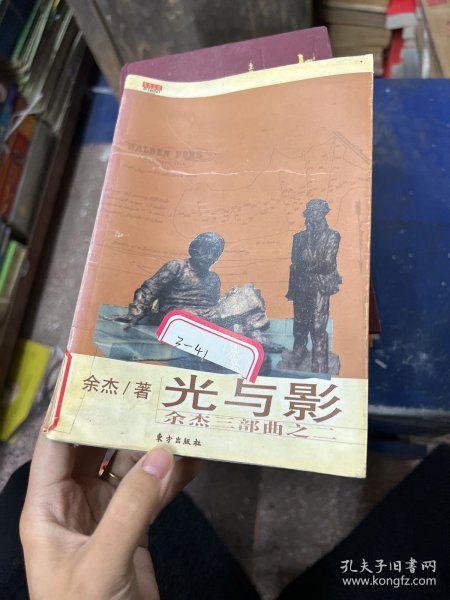 WALDEN POND
3-41
余杰/著
光与影
余杰三部曲之二
东方出版社
孔夫子旧书网
www.kongfz.com